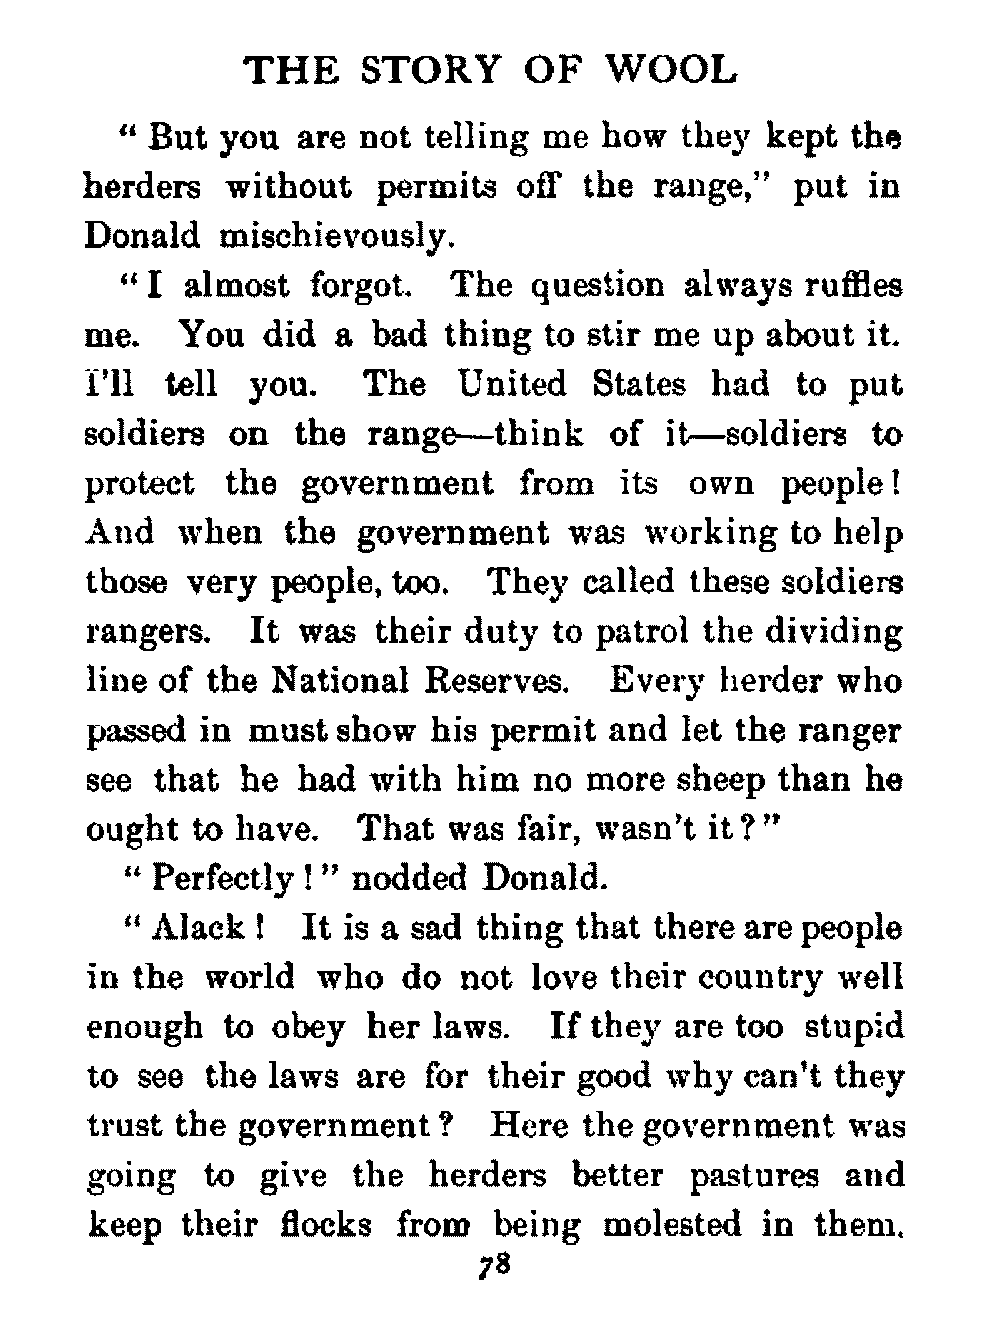 THE STORY OF WOOL
“ But you are not telling me how they kept the
herders without permits off the range,” put in
Donald mischievously.
“ I almost forgot. The question always ruffles
me. You did a bad thing to stir me up about it.
I’ll tell you. The United States had to put
soldiers on the range—think of it—soldiers to
protect the government from its own people!
And when the government was working to help
those very people, too. They called these soldiers
rangers. It was their duty to patrol the dividing
line of the National Reserves. Every herder who
passed in must show his permit and let the ranger
see that he had with him no more sheep than he
ought to have. That was fair, wasn’t it?”
“ Perfectly!” nodded Donald.
“ Alack! It is a sad thing that there are people
in the world who do not love their country well
enough to obey her laws. If they are too stupid
to see the laws are for their good why can’t they
trust the government? Here the government was
going to give the herders better pastures and
keep their flocks from being molested in them.
78